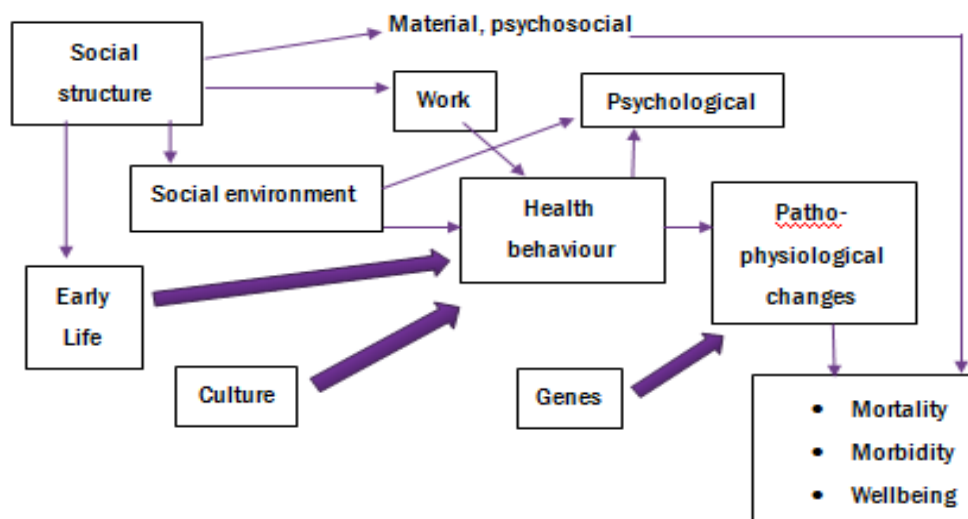 Material, psychosocial
Social
structure
Work
Psychological
Social environment
Health
behaviour
Patho-
physiological
changes
Early
Life
Culture
Genes
• Mortality
• Morbidity
• Wellbeing